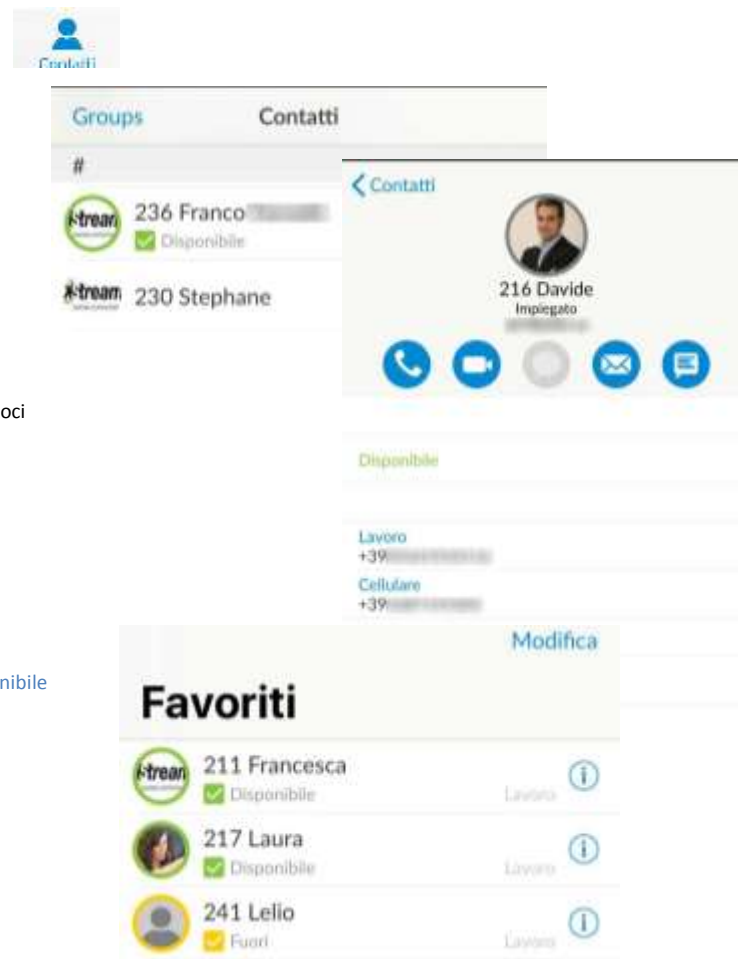 Contatti
Groups Contatti
#
236 Franco
Disponibile
230 Stephane
Contatti
216 Davide
Impiegato
oci
Disponibile
Lavoro
+39
Cellulare
+39
Modifica
nibile
Favoriti
211 Francesca
Disponibile
Lavoro
217 Laura
Disponibile
Lavoro
241 Lelio
Fuori
Lavoro